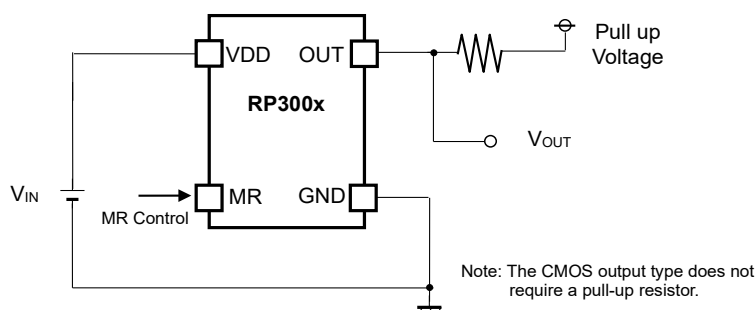 Pull up
Voltage
VDD
OUT
RP300x
VOUT
VIN
MR
GND
MR Control
Note: The CMOS output type does not
require a pull-up resistor.